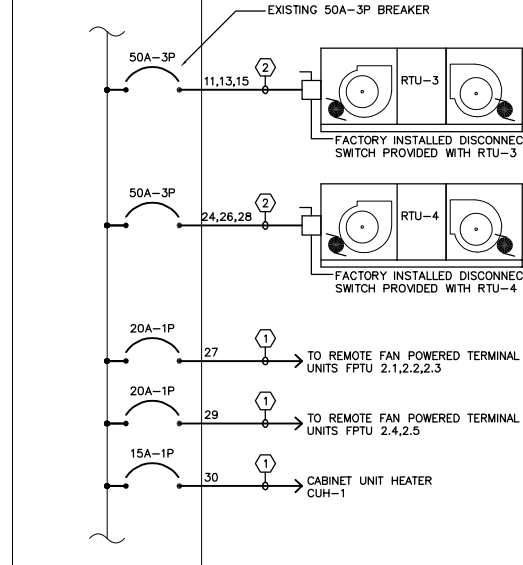 EXISTING 50A-3P BREAKER
50A-3P
2
11,13,15
RTU-3
FACTORY INSTALLED DISCONNEC
SWITCH PROVIDED WITH RTU-3
50A-3P
2
24,26,28
RTU-4
FACTORY INSTALLED DISCONNEC
SWITCH PROVIDED WITH RTU-4
20A-1P
1
27
TO REMOTE FAN POWERED TERMINAL
UNITS FPTU 2.1,2.2,2.3
20A-1P
1
29
TO REMOTE FAN POWERED TERMINAL
UNITS FPTU 2.4,2.5
15A-1P
1
30
CABINET UNIT HEATER
CUH-1